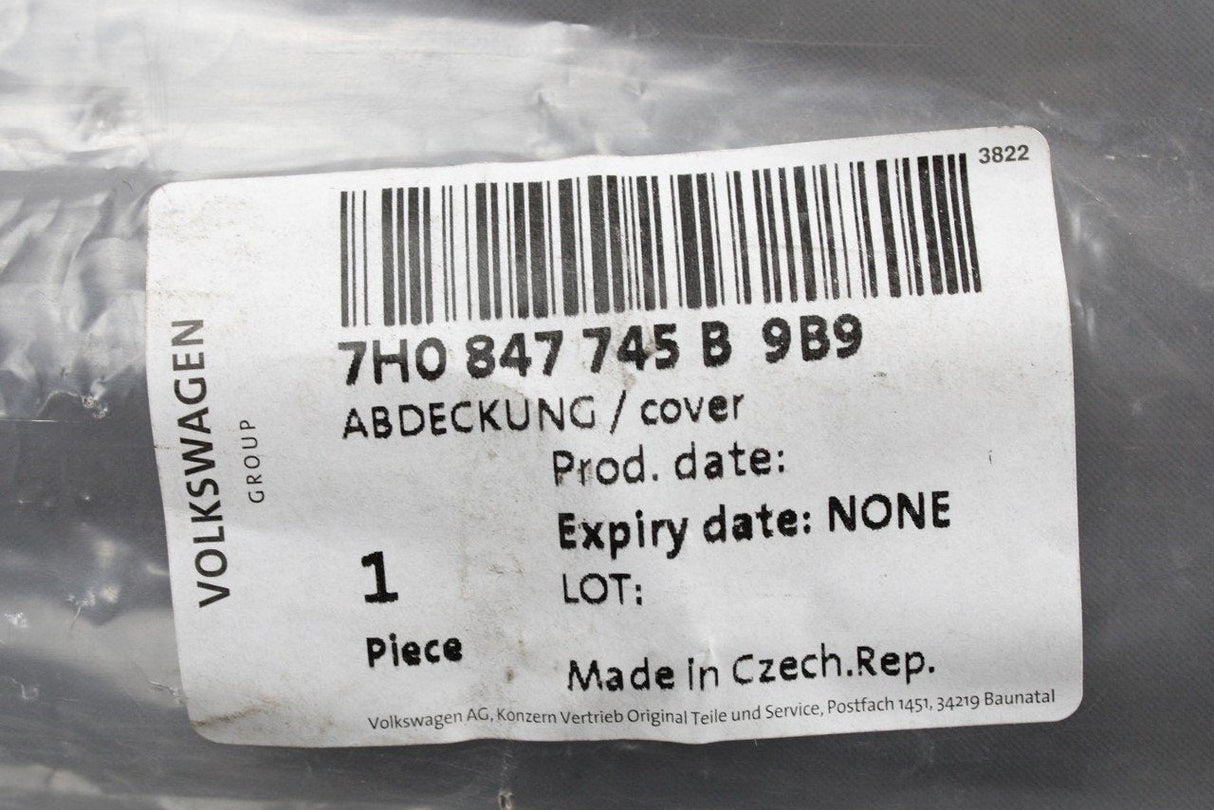 3822
7H0 847 745 B 9B9
ABDECKUNG / cover
Prod. date:
Expiry date: NONE
LOT:
1
Piece
Made in Czech.Rep.
Volkswagen AG, Konzern Vertrieb Original Teile und Service, Postfach 1451, 34219 Baunatal
VOLKSWAGEN
GROUP